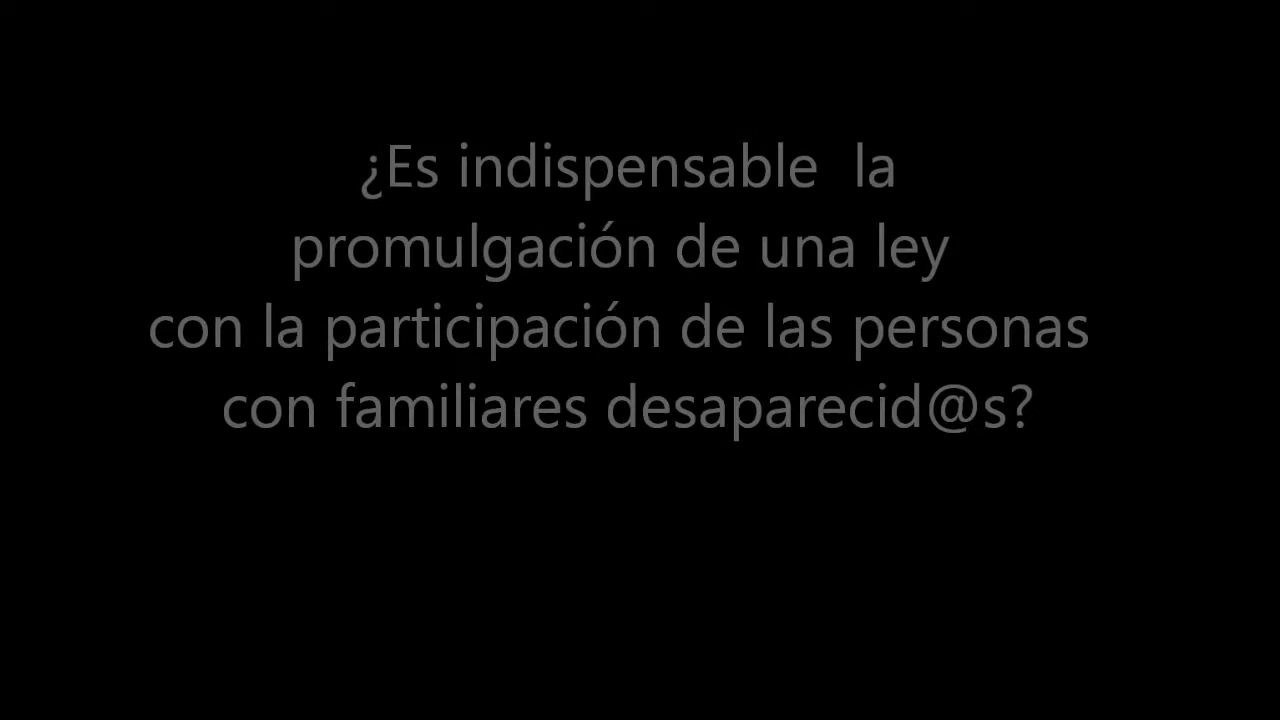 ¿Es indispensable  la
promulgación de una ley
con la participación de las personas
con familiares desaparecid@s?